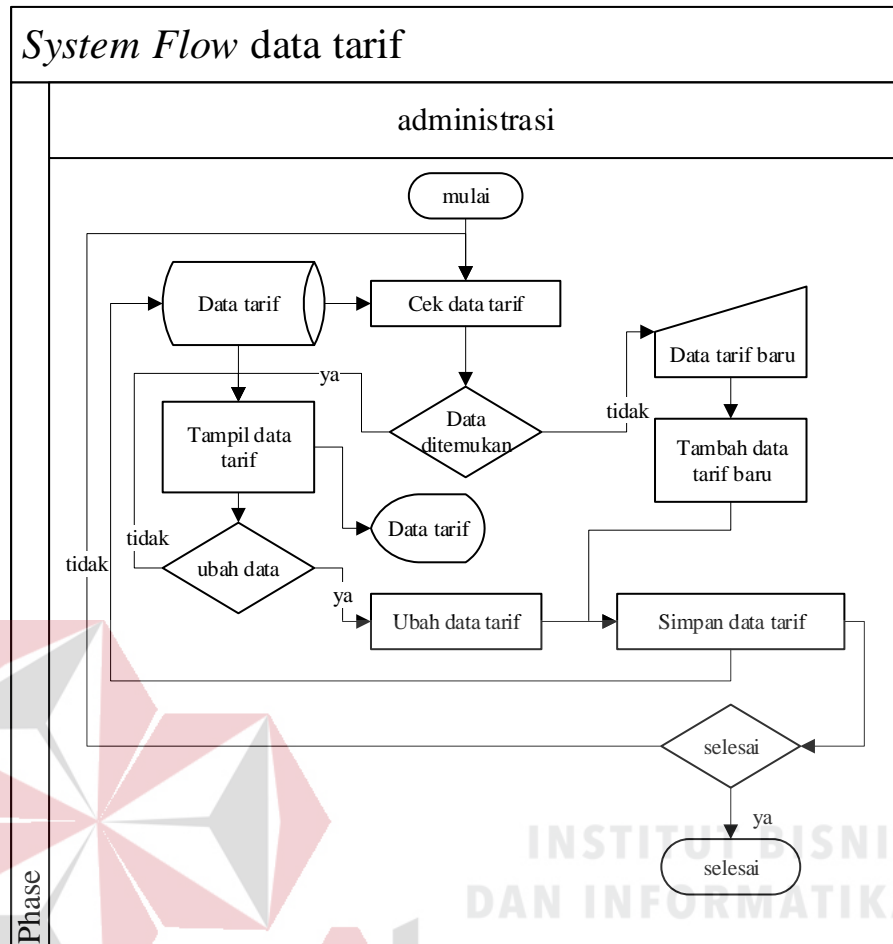 System Flow data tarif
administrasi
mulai
Data tarif
Cek data tarif
Data tarif baru
ya
Data
ditemukan
tidak
Tampil data
tarif
Tambah data
tarif baru
Data tarif
tidak
ubah data
tidak
ya
Ubah data tarif
Simpan data tarif
selesai
ya
selesai
Phase
INSTITUT BISNI
DAN INFORMATIKA